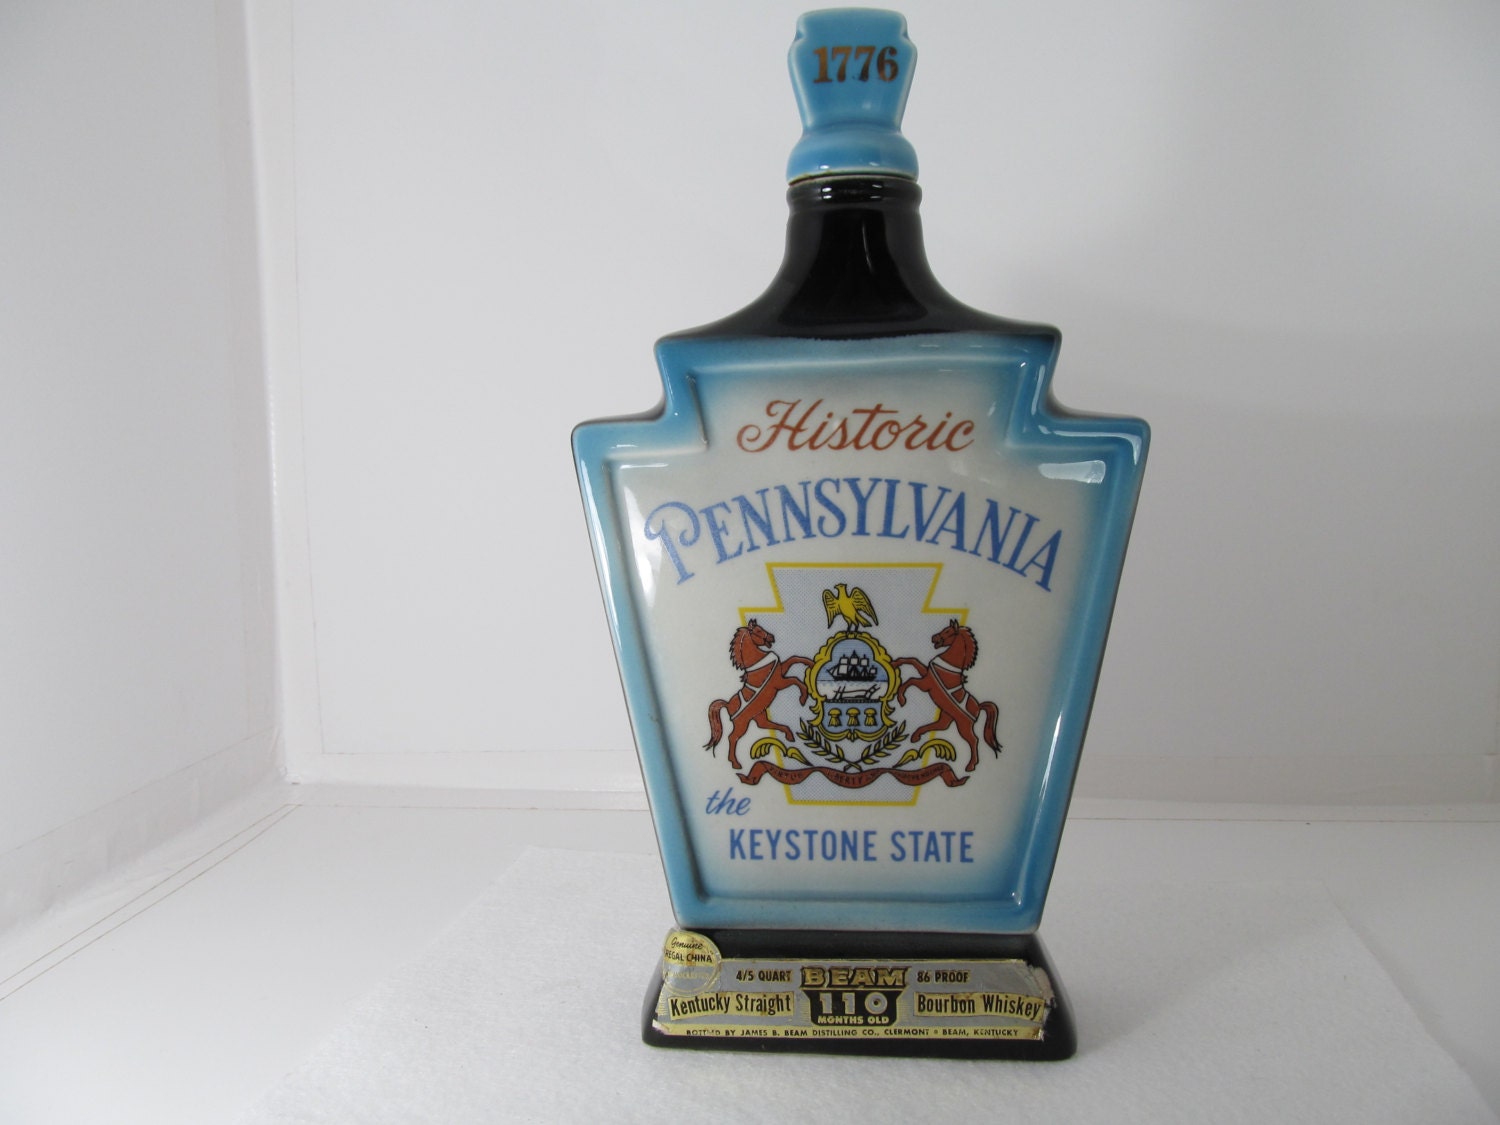 1776
Historic
PENNSYLVANIA
the
KEYSTONE STATE
Genuine
REGAL CHINA
4/5 QUART BEAM 86 PROOF
Kentucky Straight 110 Bourbon Whiskey
MONTHS OLD
BOTTLED BY JAMES B. BEAM DISTILLING CO., CLERMONT = BEAM, KENTUCKY